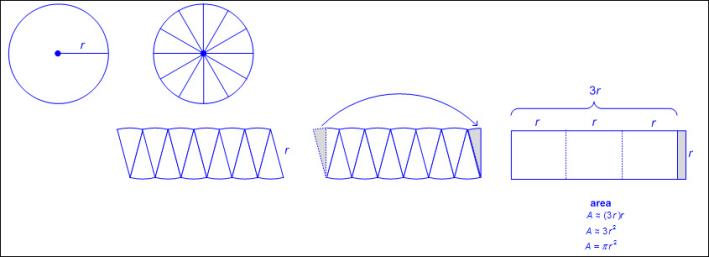 r
r
3r
r r r
r
area
A ≈ (3r)r
A ≈ 3r²
A = πr²